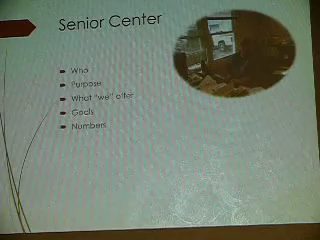 Senior Center
Who
Purpose
What "we" offer
Goals
Numbers